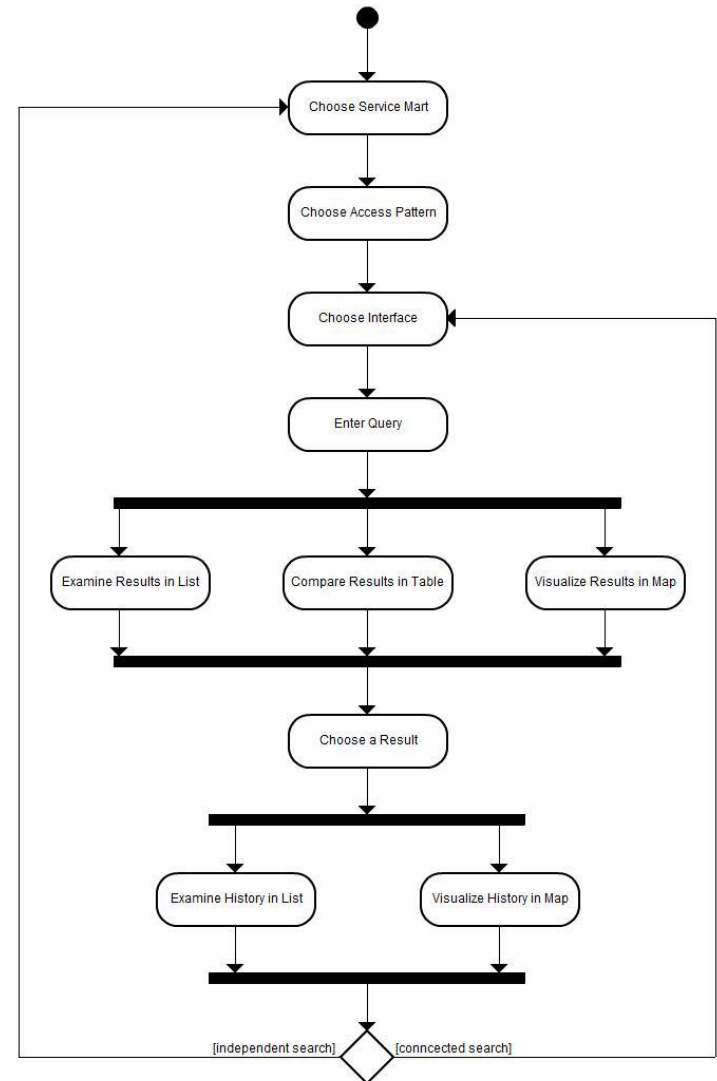 Choose Service Mart
Choose Access Pattern
Choose Interface
Enter Query
Examine Results in List
Compare Results in Table
Visualize Results in Map
Choose a Result
Examine History in List
Visualize History in Map
[independent search]
[conncected search]